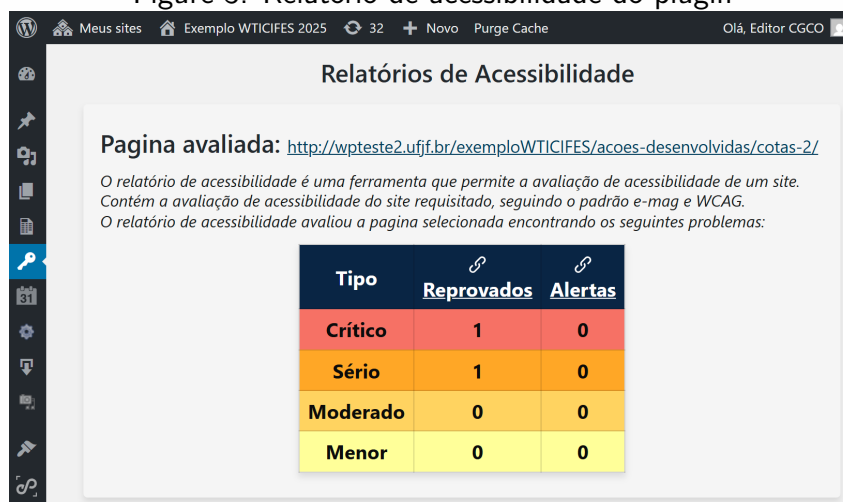 Figure 8: Relatório de acessibilidade do plugin
Meus sites Exemplo WTICIFES 2025 32 Novo Purge Cache Olá, Editor CGCO
Relatórios de Acessibilidade
Pagina avaliada: http://wpteste2.ufjf.br/exemploWTICIFES/acoes-desenvolvidas/cotas-2/
O relatório de acessibilidade é uma ferramenta que permite a avaliação de acessibilidade de um site.
Contém a avaliação de acessibilidade do site requisitado, seguindo o padrão e-mag e WCAG.
O relatório de acessibilidade avaliou a pagina selecionada encontrando os seguintes problemas:
Tipo Reprovados Alertas
Crítico 1 0
Sério 1 0
Moderado 0 0
Menor 0 0
31